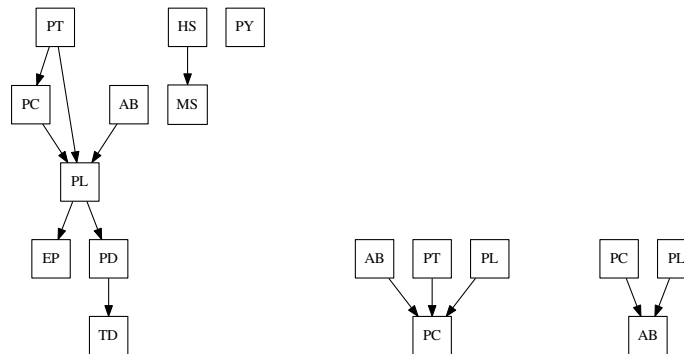 PT HS PY
PC AB MS
PL
EP PD AB PT PL PC PL
TD PC AB